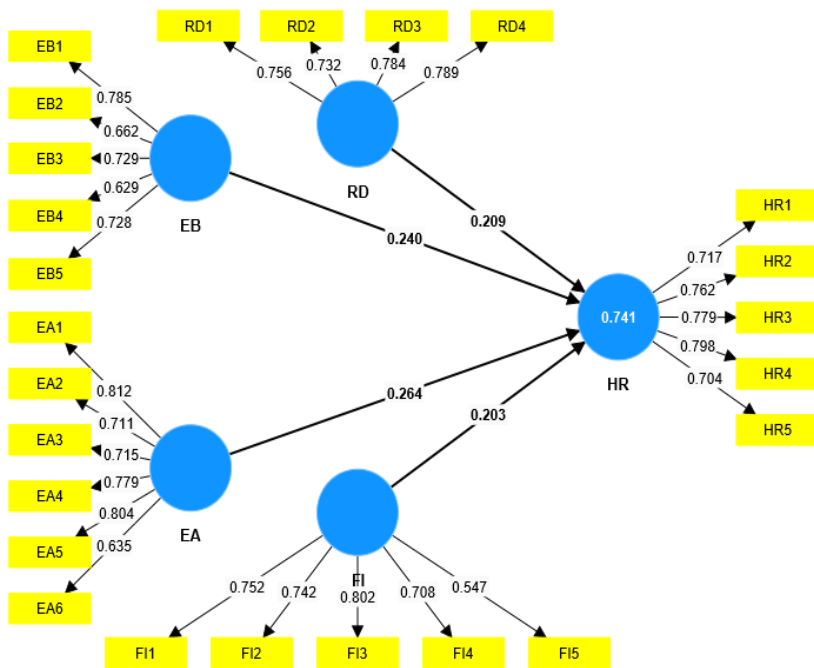 RD1
RD2
RD3
RD4
0.756
0.732
0.784
0.789
RD
EB1
EB2
EB3
EB4
EB5
0.785
0.662
0.729
0.629
0.728
EB
0.240
0.209
EA1
EA2
EA3
EA4
EA5
EA6
0.812
0.711
0.715
0.779
0.804
0.635
EA
0.264
0.203
0.741
HR
0.717
0.762
0.779
0.798
0.704
HR1
HR2
HR3
HR4
HR5
FI
0.752
0.742
0.802
0.708
0.547
FI1
FI2
FI3
FI4
FI5